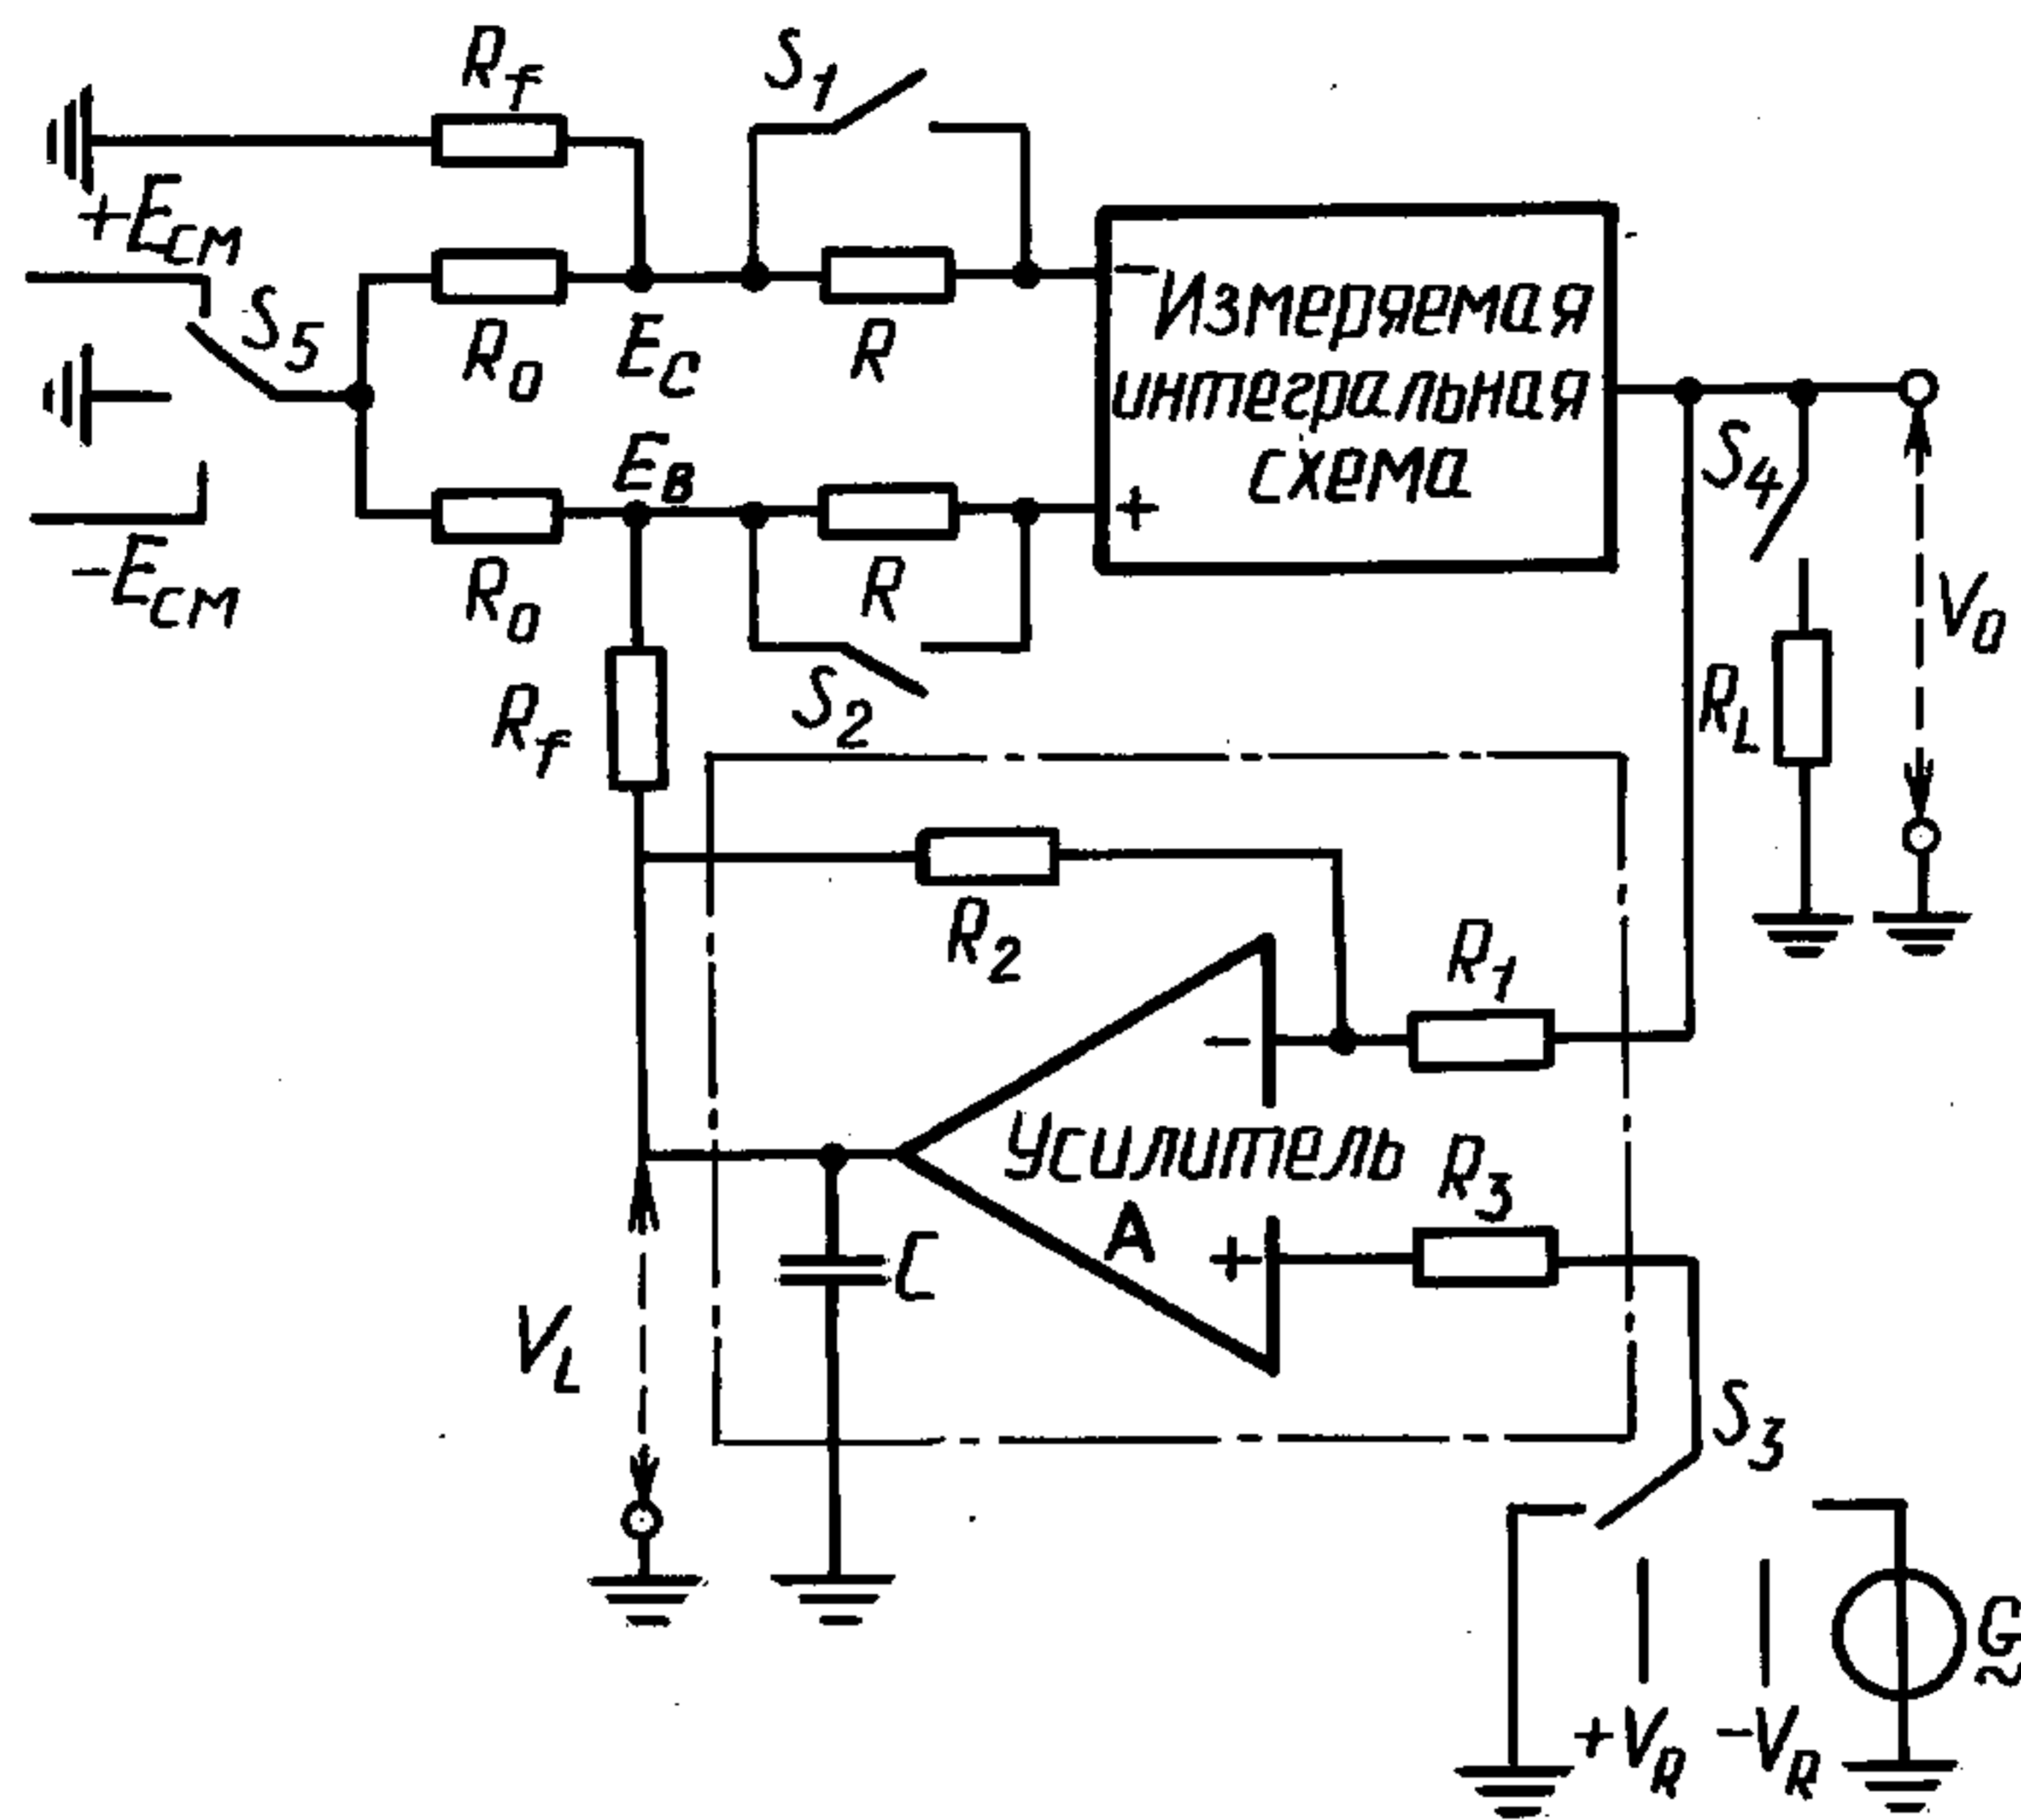 R_f
S_1
+E_см
S_5
R_0
E_C
R
E_B
−
Измеряемая
интегральная
схема
+
S_4
−E_см
R_0
R
V_0
R_f
S_2
R_L
R_2
R_1
−
Усилитель
A
R_3
+
C
V_L
S_3
G
~
+V_R
−V_R